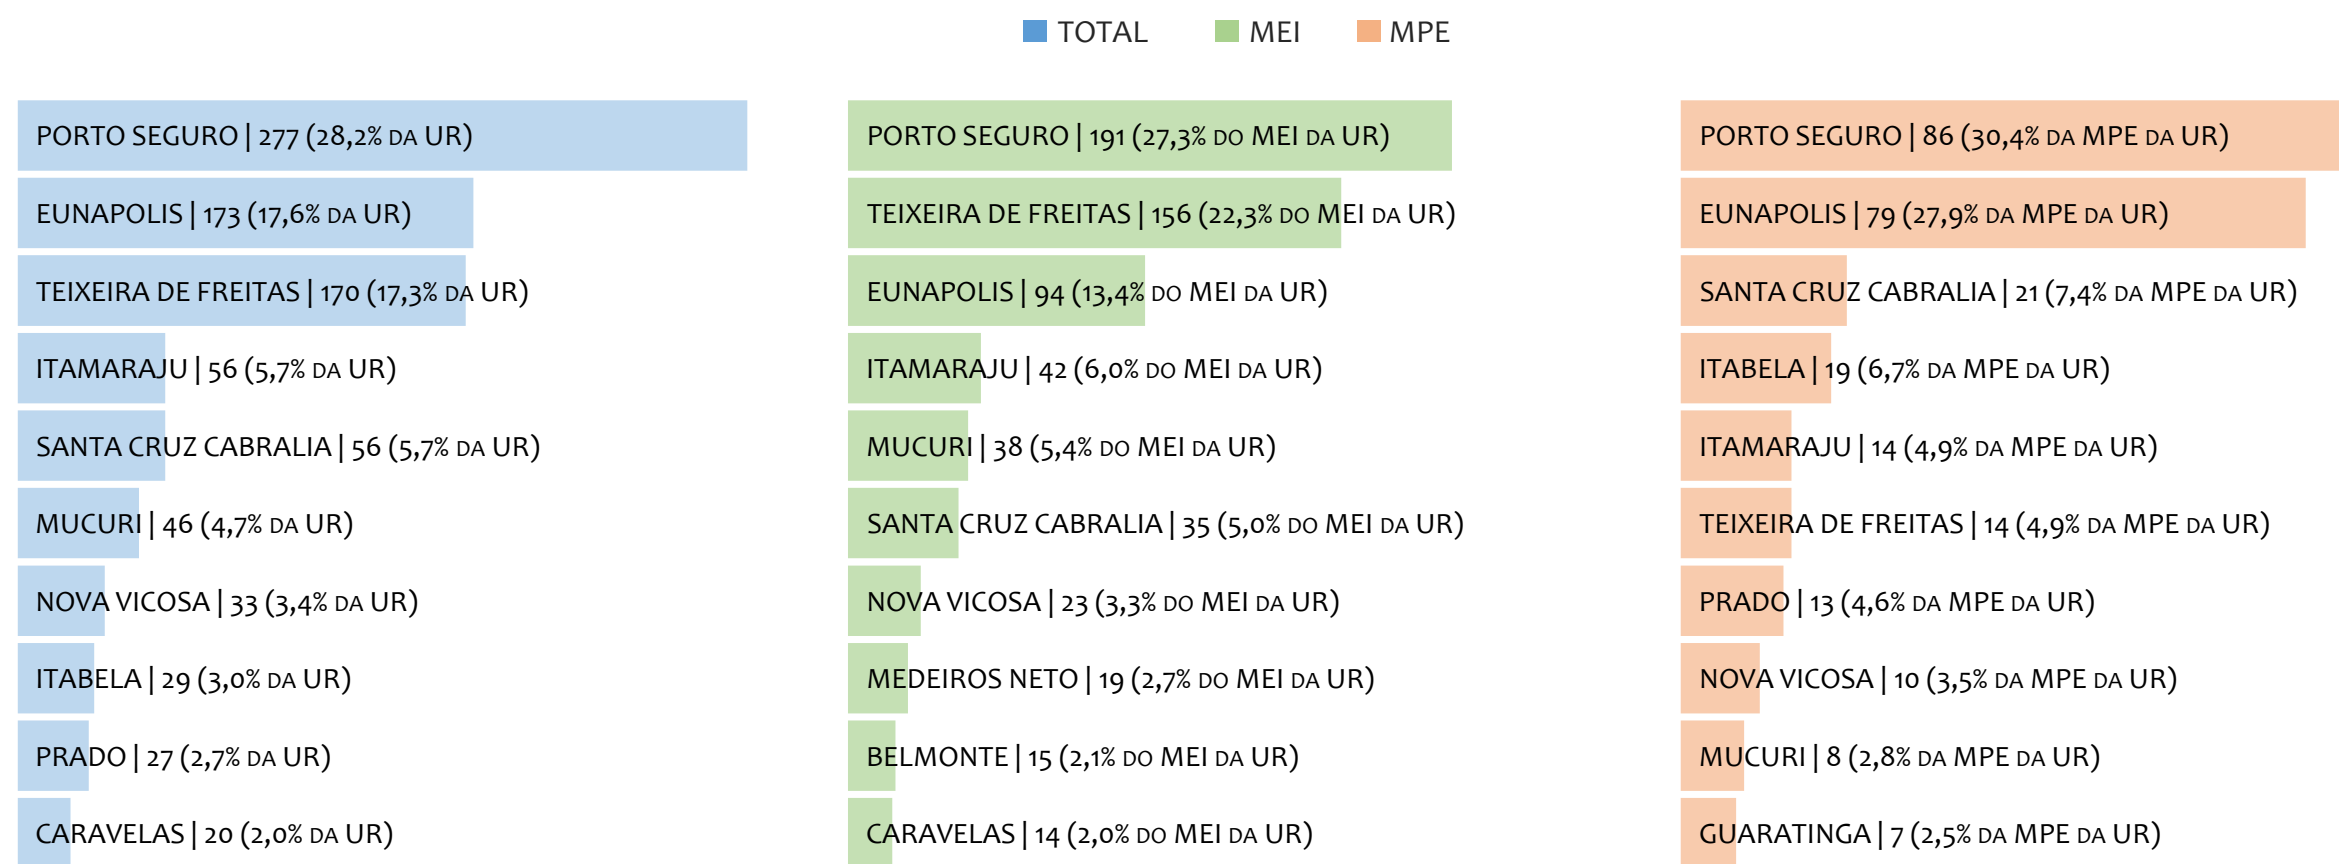 TOTAL MEI MPE
PORTO SEGURO | 277 (28,2% DA UR)
EUNAPOLIS | 173 (17,6% DA UR)
TEIXEIRA DE FREITAS | 170 (17,3% DA UR)
ITAMARAJU | 56 (5,7% DA UR)
SANTA CRUZ CABRALIA | 56 (5,7% DA UR)
MUCURI | 46 (4,7% DA UR)
NOVA VICOSA | 33 (3,4% DA UR)
ITABELA | 29 (3,0% DA UR)
PRADO | 27 (2,7% DA UR)
CARAVELAS | 20 (2,0% DA UR)
PORTO SEGURO | 191 (27,3% DO MEI DA UR)
TEIXEIRA DE FREITAS | 156 (22,3% DO MEI DA UR)
EUNAPOLIS | 94 (13,4% DO MEI DA UR)
ITAMARAJU | 42 (6,0% DO MEI DA UR)
MUCURI | 38 (5,4% DO MEI DA UR)
SANTA CRUZ CABRALIA | 35 (5,0% DO MEI DA UR)
NOVA VICOSA | 23 (3,3% DO MEI DA UR)
MEDEIROS NETO | 19 (2,7% DO MEI DA UR)
BELMONTE | 15 (2,1% DO MEI DA UR)
CARAVELAS | 14 (2,0% DO MEI DA UR)
PORTO SEGURO | 86 (30,4% DA MPE DA UR)
EUNAPOLIS | 79 (27,9% DA MPE DA UR)
SANTA CRUZ CABRALIA | 21 (7,4% DA MPE DA UR)
ITABELA | 19 (6,7% DA MPE DA UR)
ITAMARAJU | 14 (4,9% DA MPE DA UR)
TEIXEIRA DE FREITAS | 14 (4,9% DA MPE DA UR)
PRADO | 13 (4,6% DA MPE DA UR)
NOVA VICOSA | 10 (3,5% DA MPE DA UR)
MUCURI | 8 (2,8% DA MPE DA UR)
GUARATINGA | 7 (2,5% DA MPE DA UR)